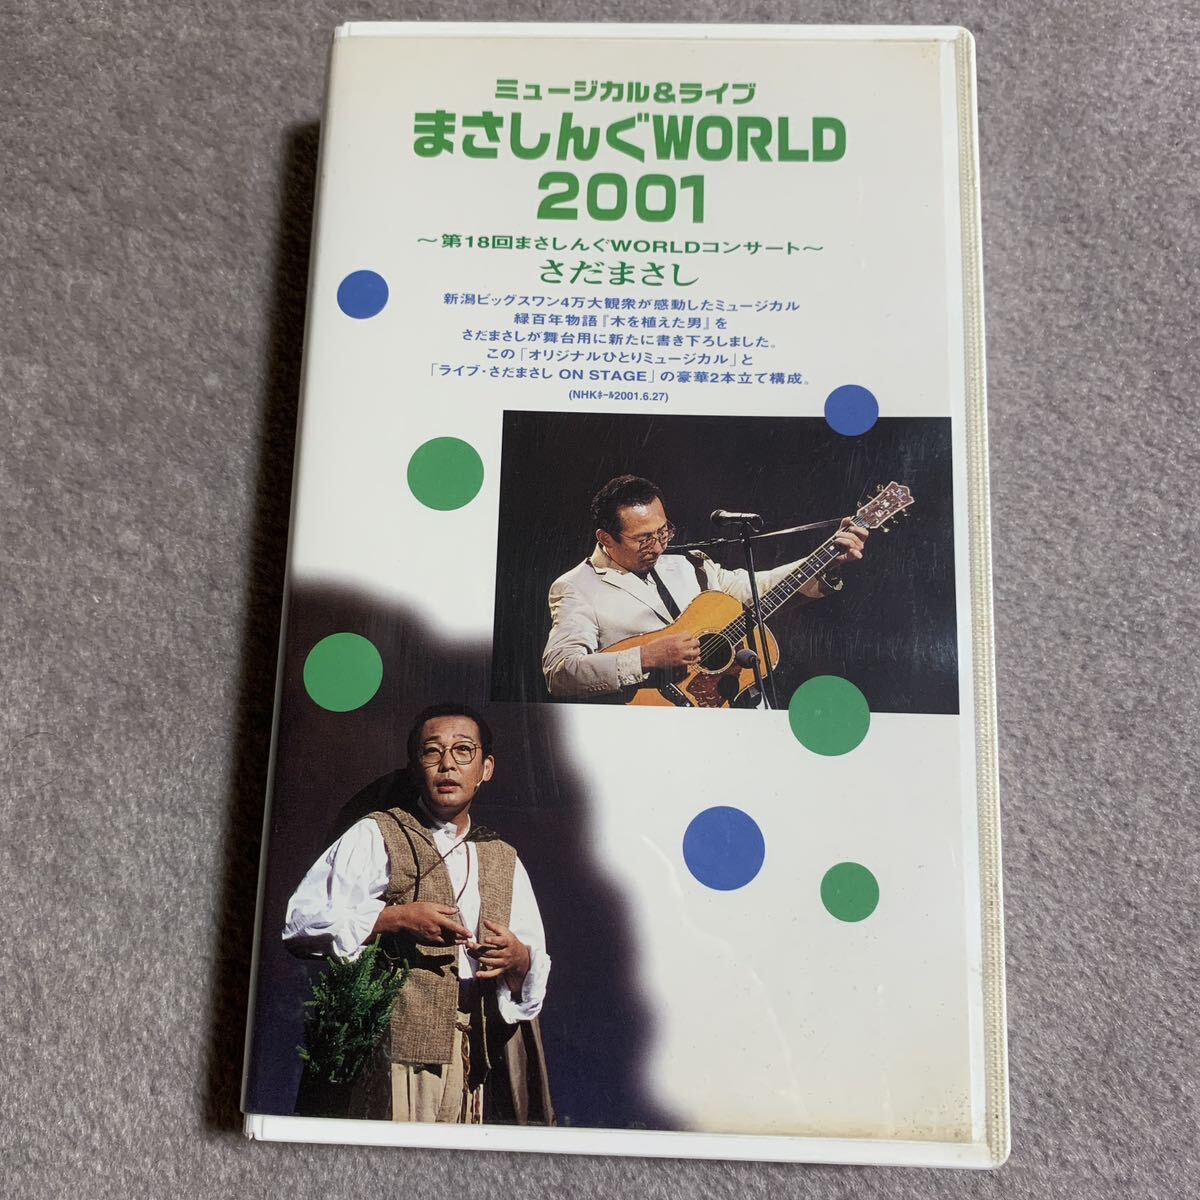 ミュージカル&ライブ
まさしんぐWORLD
2001
～第18回まさしんぐWORLDコンサート～
さだまさし
新潟ビッグスワン4万大観衆が感動したミュージカル
緑百年物語『木を植えた男』を
さだまさしが舞台用に新たに書き下ろしました。
この「オリジナルひとりミュージカル」と
「ライブ・さだまさし ON STAGE」の豪華2本立て構成。
(NHKホール2001.6.27)